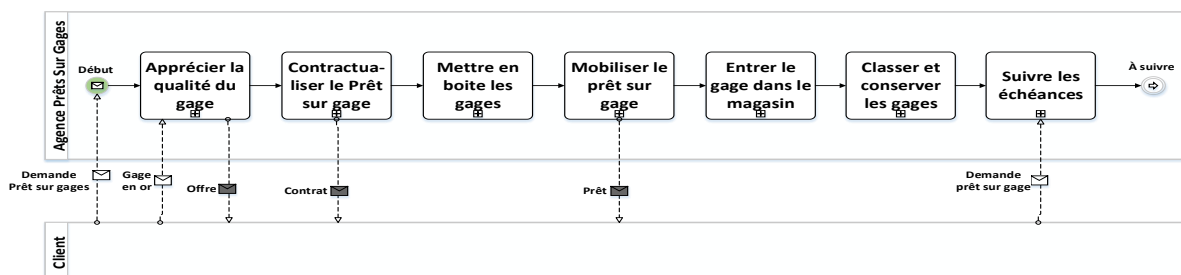 Agence Prêts Sur Gages
Début
Apprécier la
qualité du
gage
Contractua-
liser le Prêt
sur gage
Mettre en
boite les
gages
Mobiliser le
prêt sur
gage
Entrer le
gage dans le
magasin
Classer et
conserver
les gages
Suivre les
échéances
À suivre
Demande
Prêt sur gages
Gage
en or
Offre
Contrat
Prêt
Demande
prêt sur gage
Client